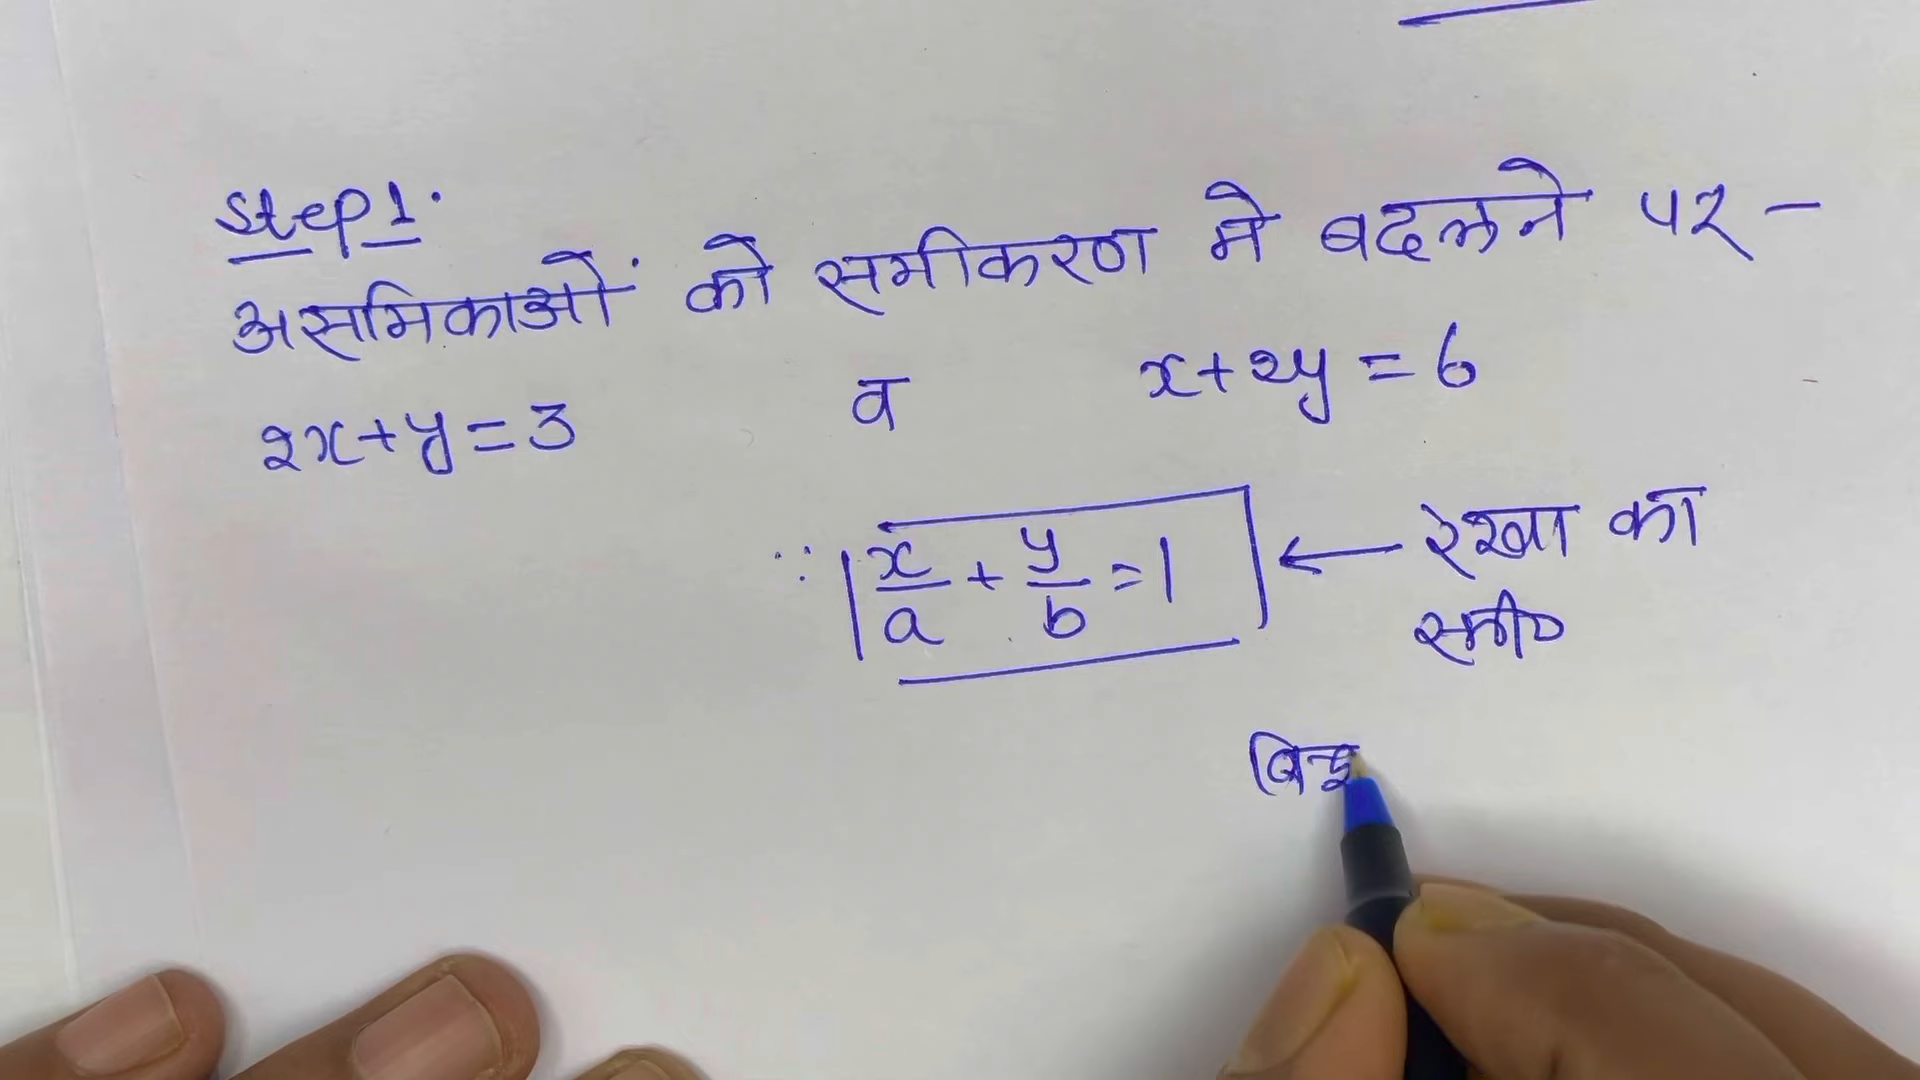 Step 1.
असमिकाओं को समीकरण मे बदलने पर -
2x+y=3 व x+2y=6
∵ x/a + y/b = 1 ← रेखा का
समी०
बिन्दु